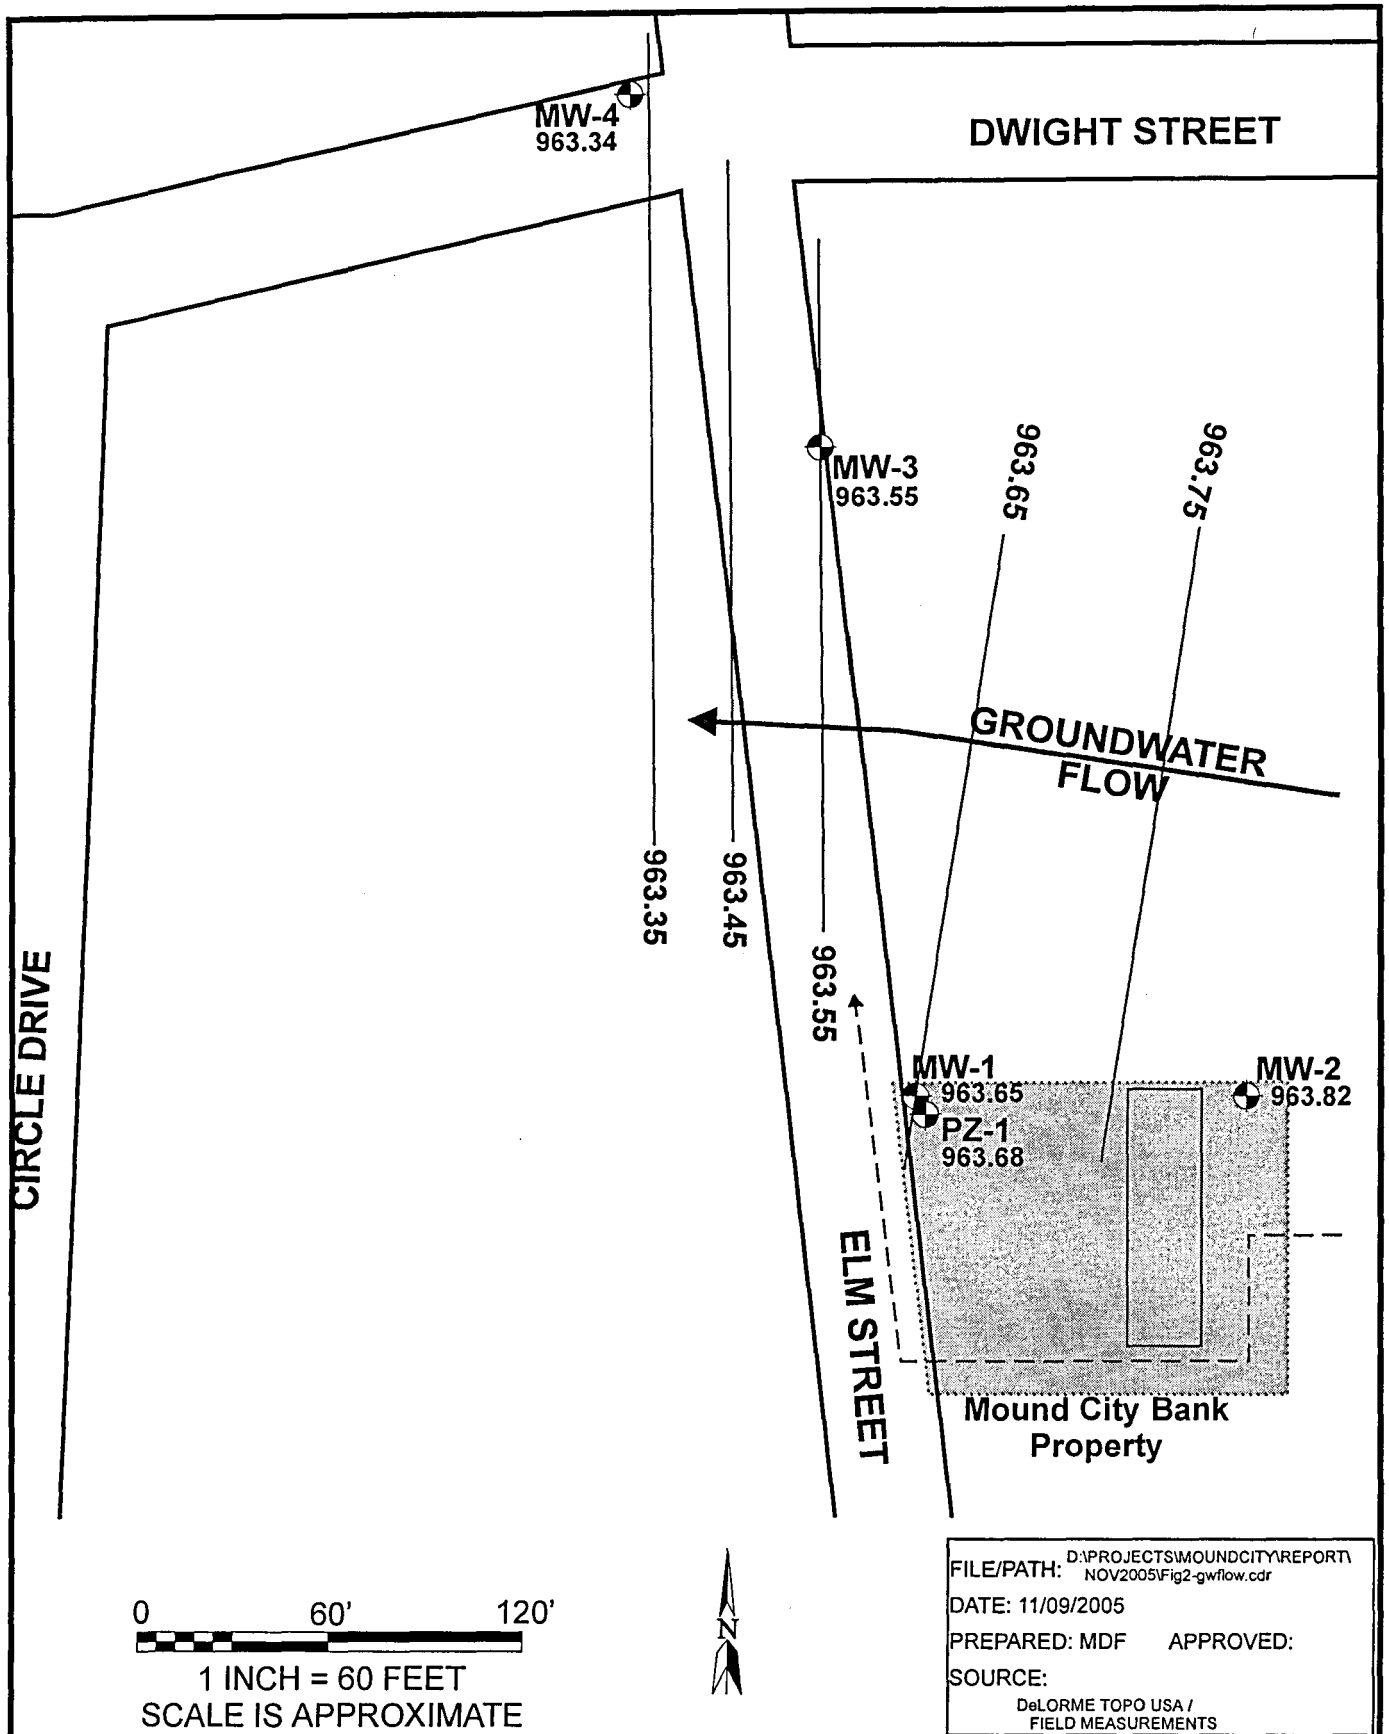 MW-4
963.34
DWIGHT STREET
MW-3
963.55
963.65
963.75
GROUNDWATER
FLOW
963.35
963.45
963.55
CIRCLE DRIVE
MW-1
963.65
PZ-1
963.68
MW-2
963.82
ELM STREET
Mound City Bank
Property
0 60' 120'
1 INCH = 60 FEET
SCALE IS APPROXIMATE
N
FILE/PATH: D:\PROJECTS\MOUNDCITY\REPORT\
NOV2005\Fig2-gwflow.cdr
DATE: 11/09/2005
PREPARED: MDF APPROVED:
SOURCE:
DeLORME TOPO USA /
FIELD MEASUREMENTS